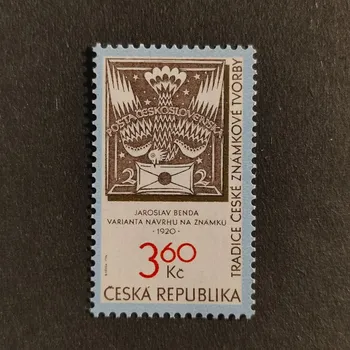 POŠTA ČESKOSLOVENSKÁ
2 2
JAROSLAV BENDA
VARIANTA NÁVRHU NA ZNÁMKU
·1920·
3,60
Kč
ČESKÁ REPUBLIKA
TRADICE ČESKÉ ZNÁMKOVÉ TVORBY